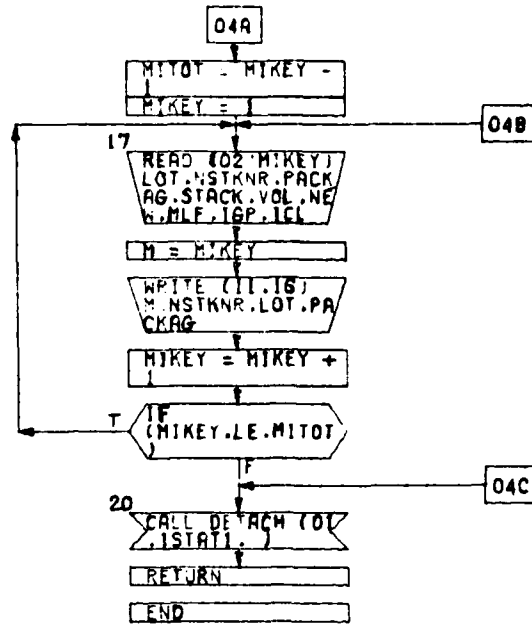 04A
MITOT = MIKEY -
1
MIKEY = 1
04B
17
READ (02'MIKEY)
LOT.NSTKNR.PACK
AG.STACK.VOL.NE
W.MLF.IGP.ICL
M = MIKEY
WRITE (11.16)
M.NSTKNR.LOT.PA
CKAG
MIKEY = MIKEY +
1
T
IF
(MIKEY.LE.MITOT
)
F
04C
20
CALL DETACH (01
.ISTAT1. )
RETURN
END